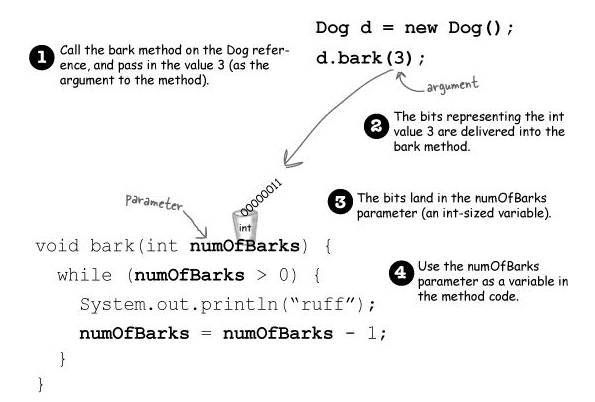 Dog d = new Dog();
d.bark(3);
1 Call the bark method on the Dog refer-
ence, and pass in the value 3 (as the
argument to the method).
argument
2 The bits representing the int
value 3 are delivered into the
bark method.
00000011
int
parameter
3 The bits land in the numOfBarks
parameter (an int-sized variable).
void bark(int numOfBarks) {
while (numOfBarks > 0) {
System.out.println(“ruff”);
numOfBarks = numOfBarks - 1;
}
}
4 Use the numOfBarks
parameter as a variable in
the method code.